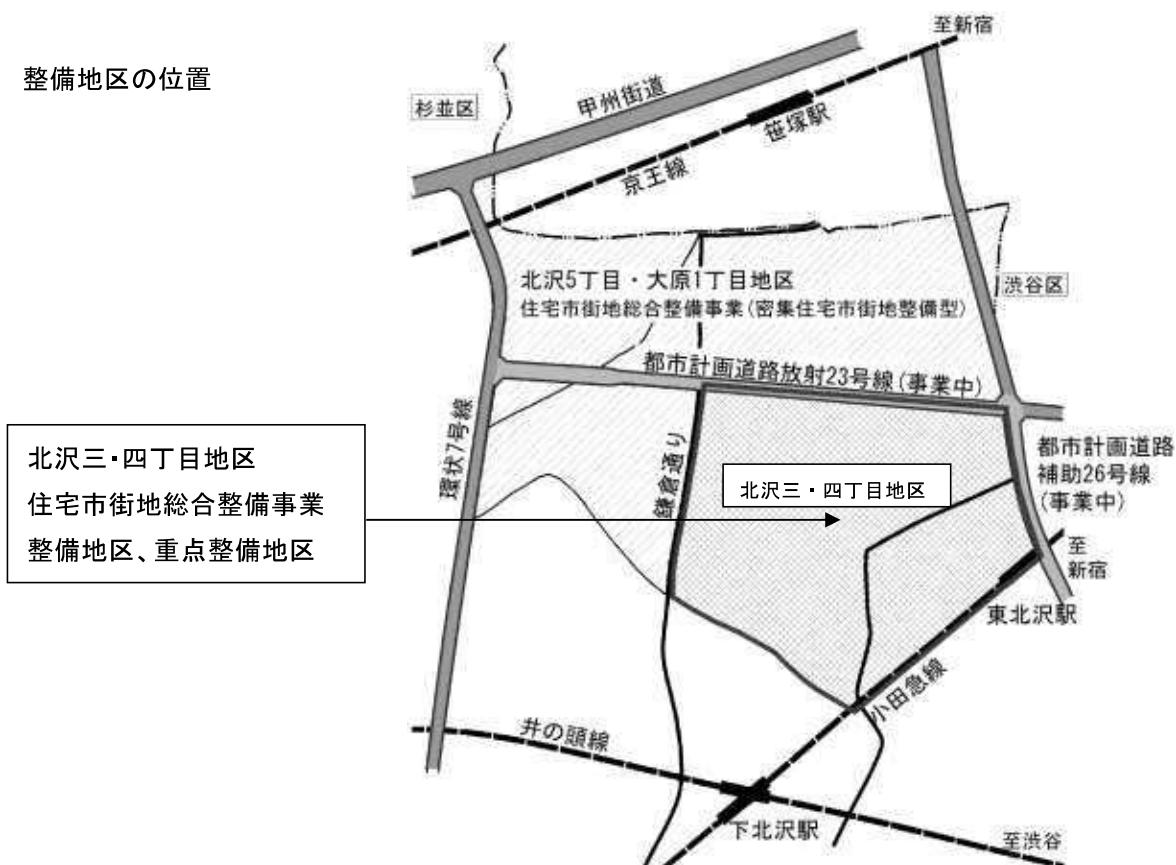 整備地区の位置
至新宿
杉並区
甲州街道
笹塚駅
京王線
北沢5丁目・大原1丁目地区
住宅市街地総合整備事業(密集住宅市街地整備型)
渋谷区
都市計画道路放射23号線(事業中)
環状7号線
鎌倉通り
北沢三・四丁目地区
都市計画道路
補助26号線
(事業中)
北沢三・四丁目地区
住宅市街地総合整備事業
整備地区、重点整備地区
至
新宿
東北沢駅
小田急線
井の頭線
下北沢駅
至渋谷